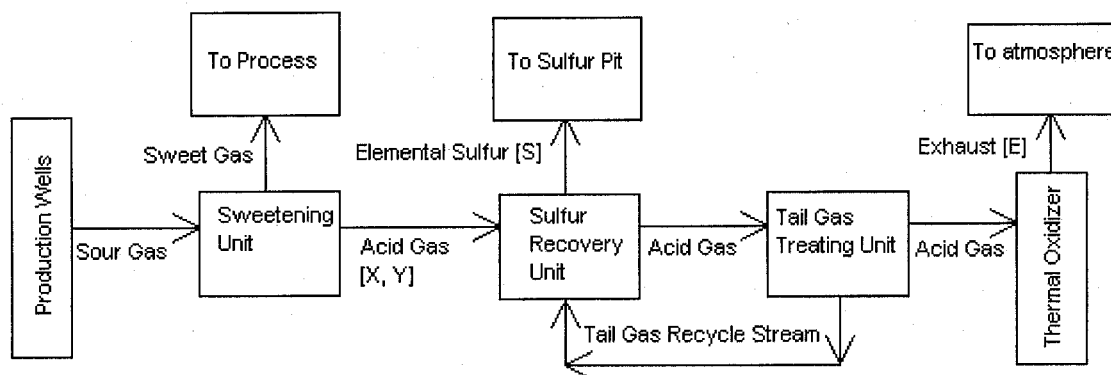 To Process
To Sulfur Pit
To atmosphere
Sweet Gas
Elemental Sulfur [S]
Exhaust [E]
Production Wells
Sour Gas
Sweetening
Unit
Acid Gas
[X, Y]
Sulfur
Recovery
Unit
Acid Gas
Tail Gas
Treating Unit
Acid Gas
Thermal Oxidizer
Tail Gas Recycle Stream